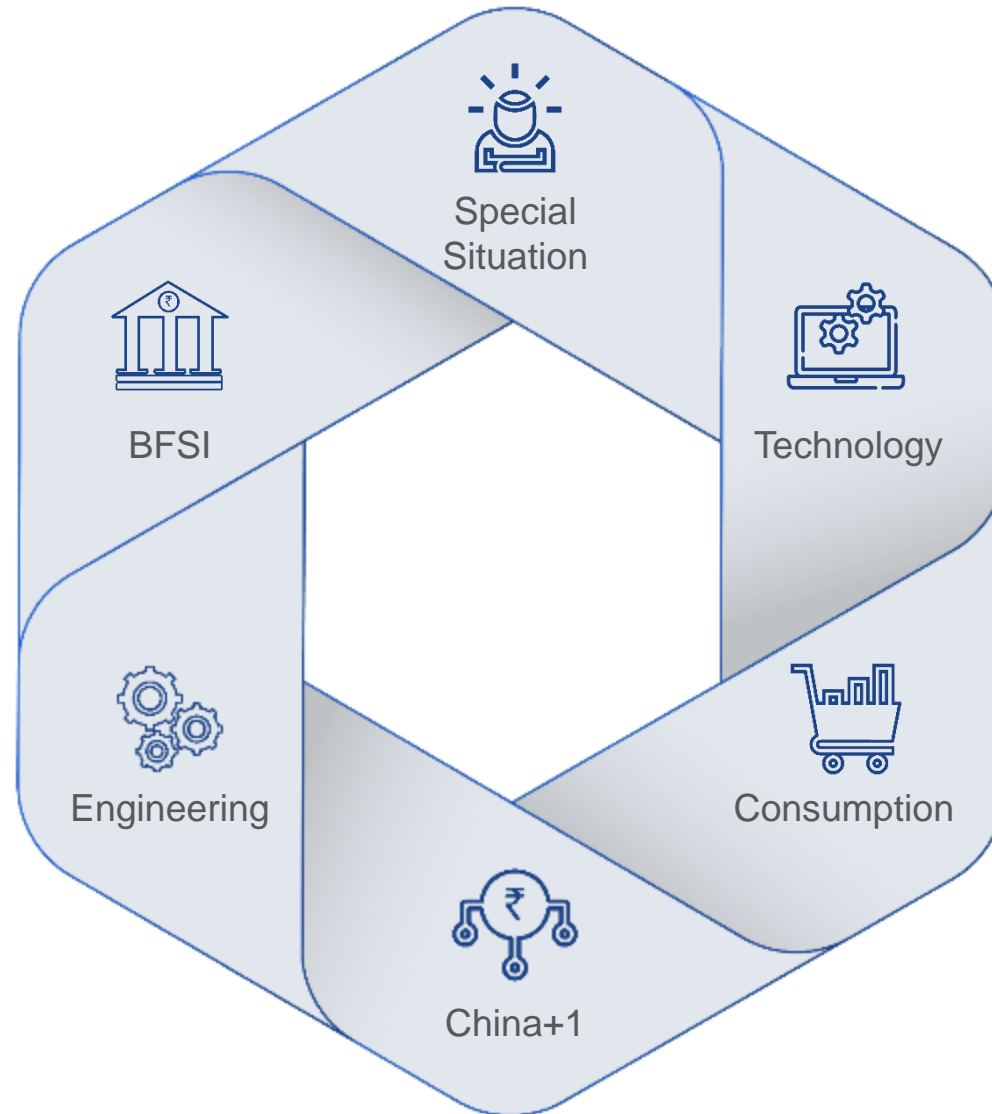 Special
Situation
₹
BFSI
Technology
Engineering
Consumption
₹
China+1